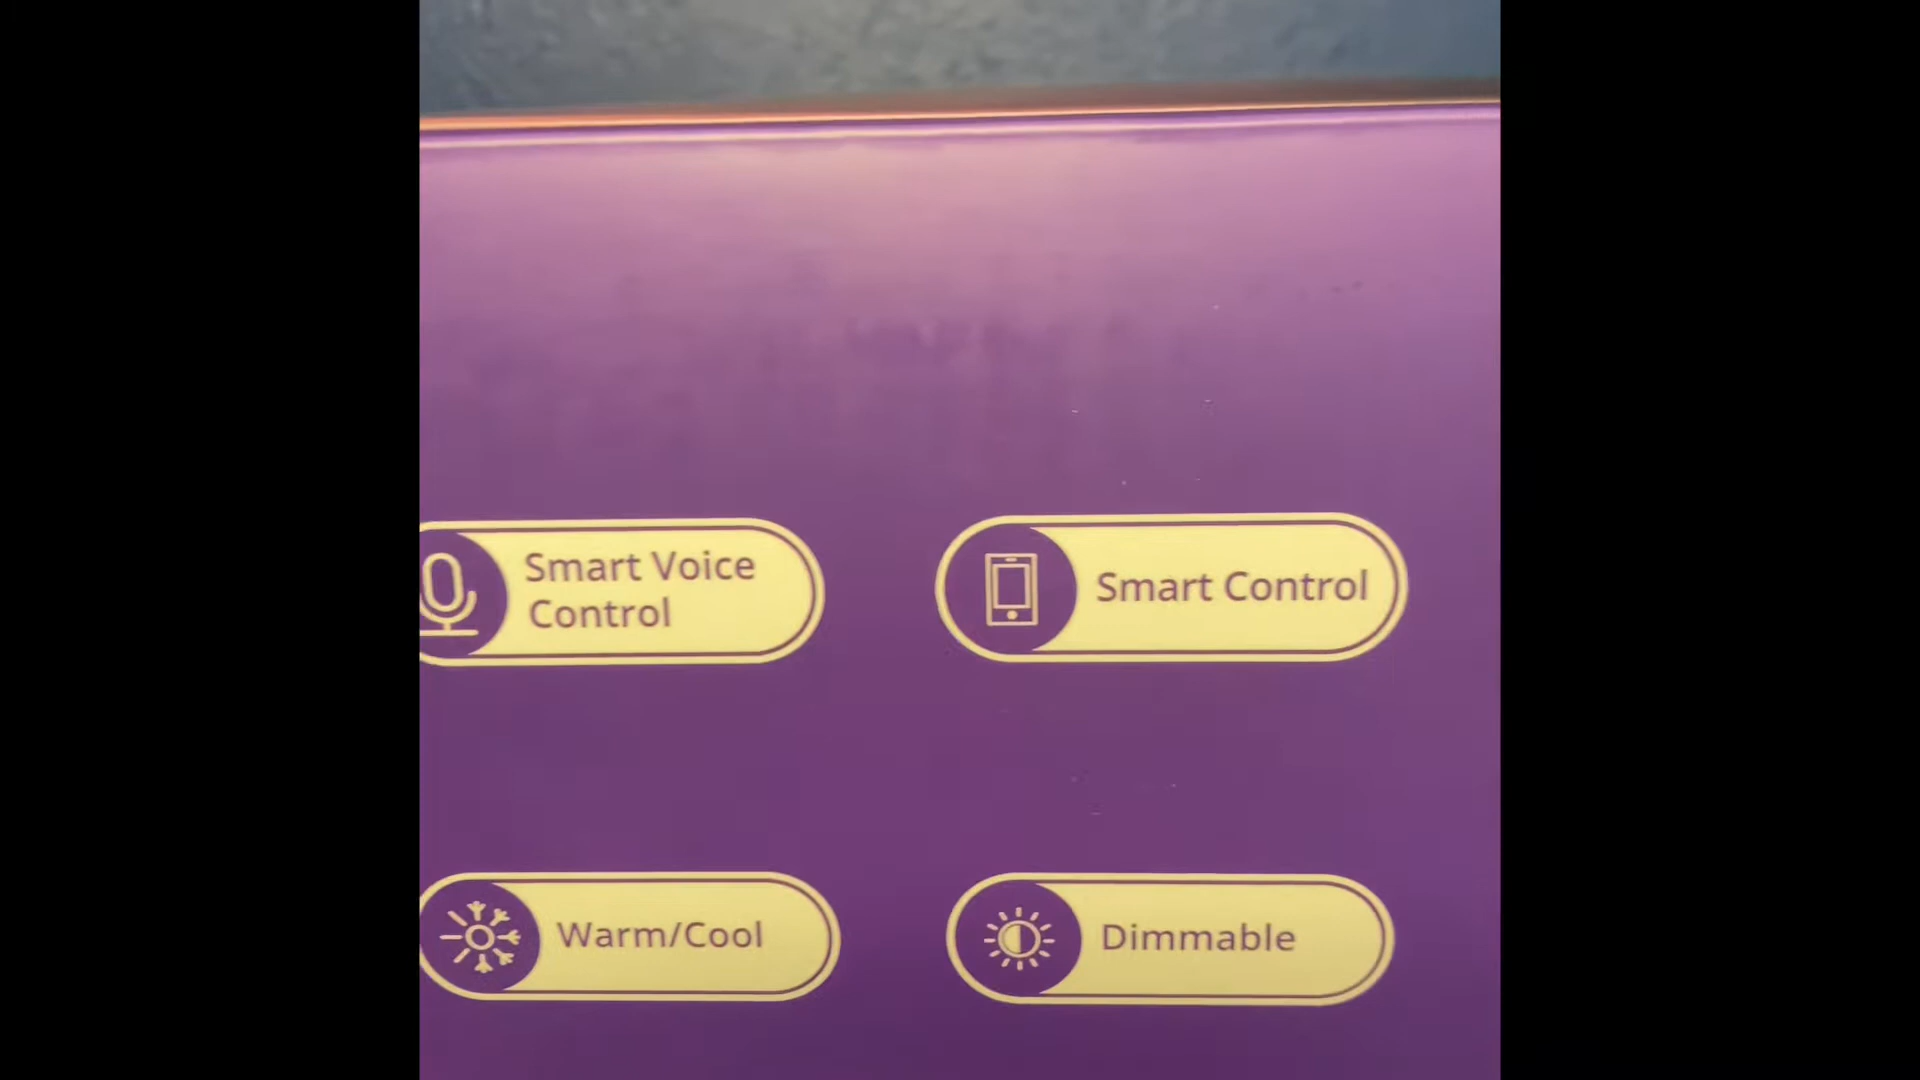 Smart Voice
Control
Smart Control
Warm/Cool
Dimmable